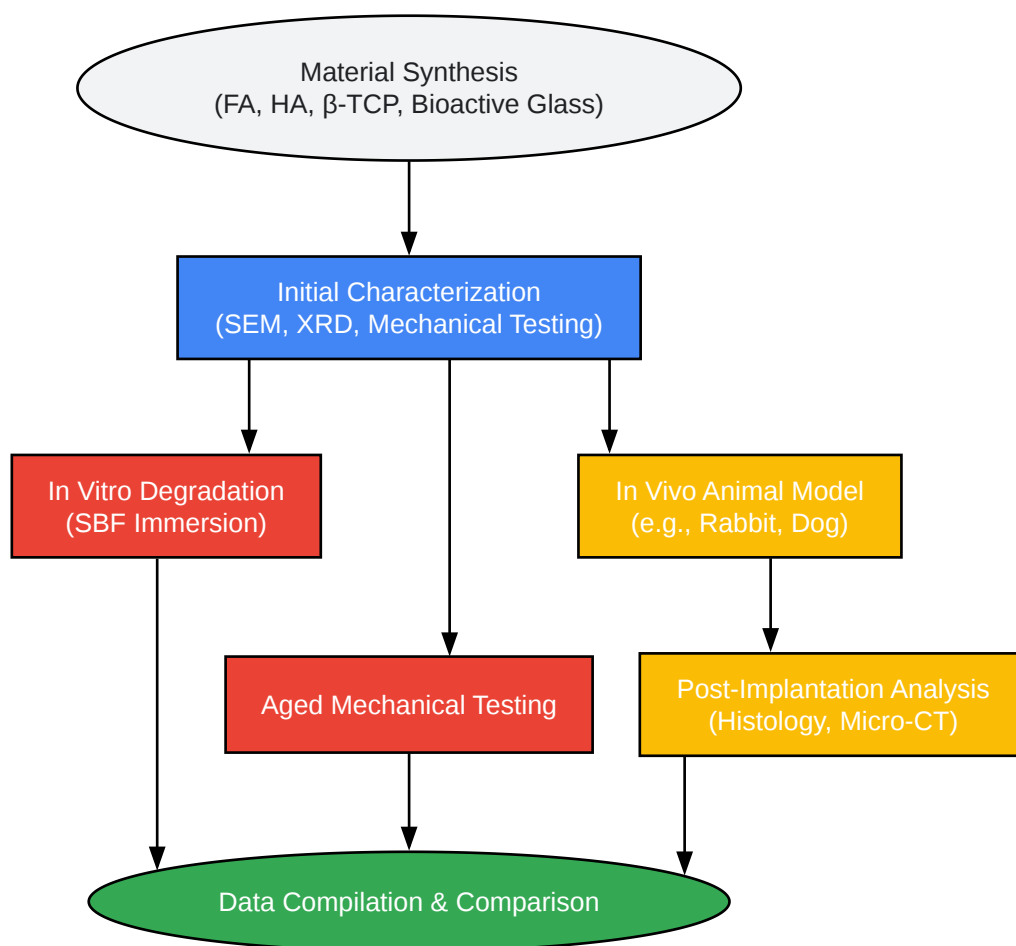 Material Synthesis
(FA, HA, β-TCP, Bioactive Glass)
Initial Characterization
(SEM, XRD, Mechanical Testing)
In Vitro Degradation
(SBF Immersion)
In Vivo Animal Model
(e.g., Rabbit, Dog)
Aged Mechanical Testing
Post-Implantation Analysis
(Histology, Micro-CT)
Data Compilation & Comparison